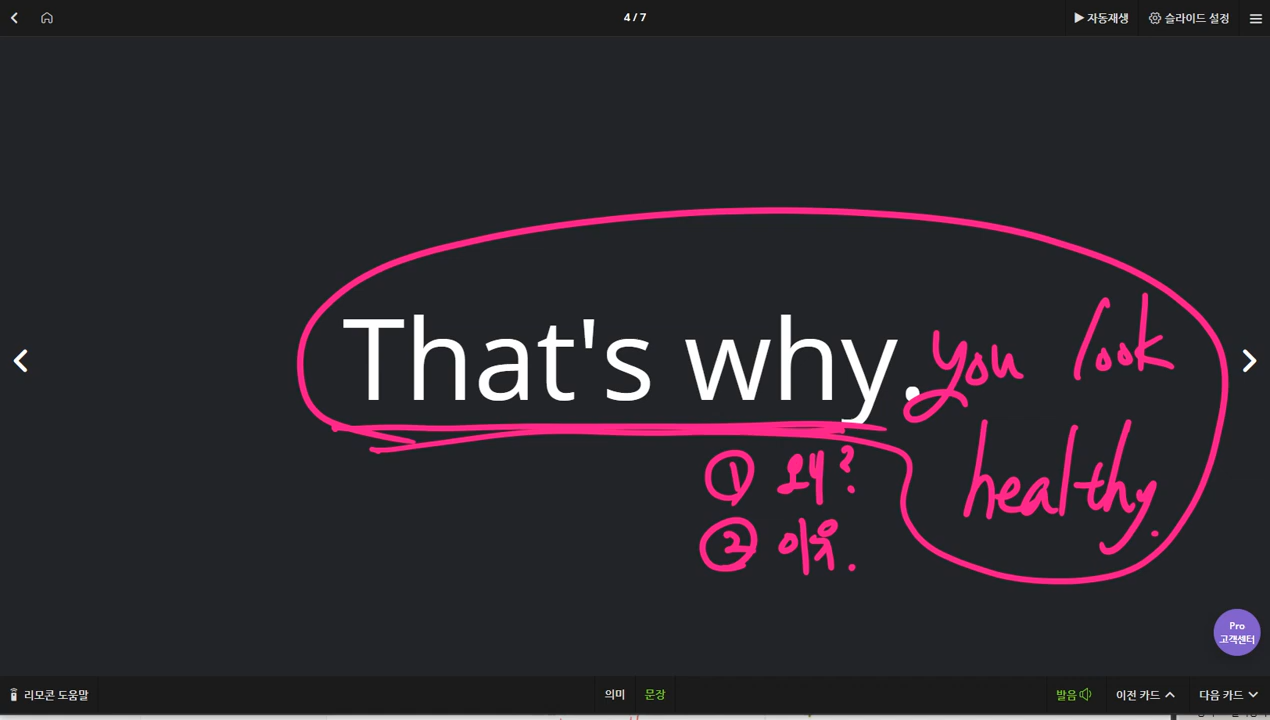 4 / 7
자동재생
슬라이드 설정
That's why. you look
healthy.
① 왜?
② 이유.
Pro
고객센터
리모콘 도움말
의미
문장
발음
이전 카드
다음 카드